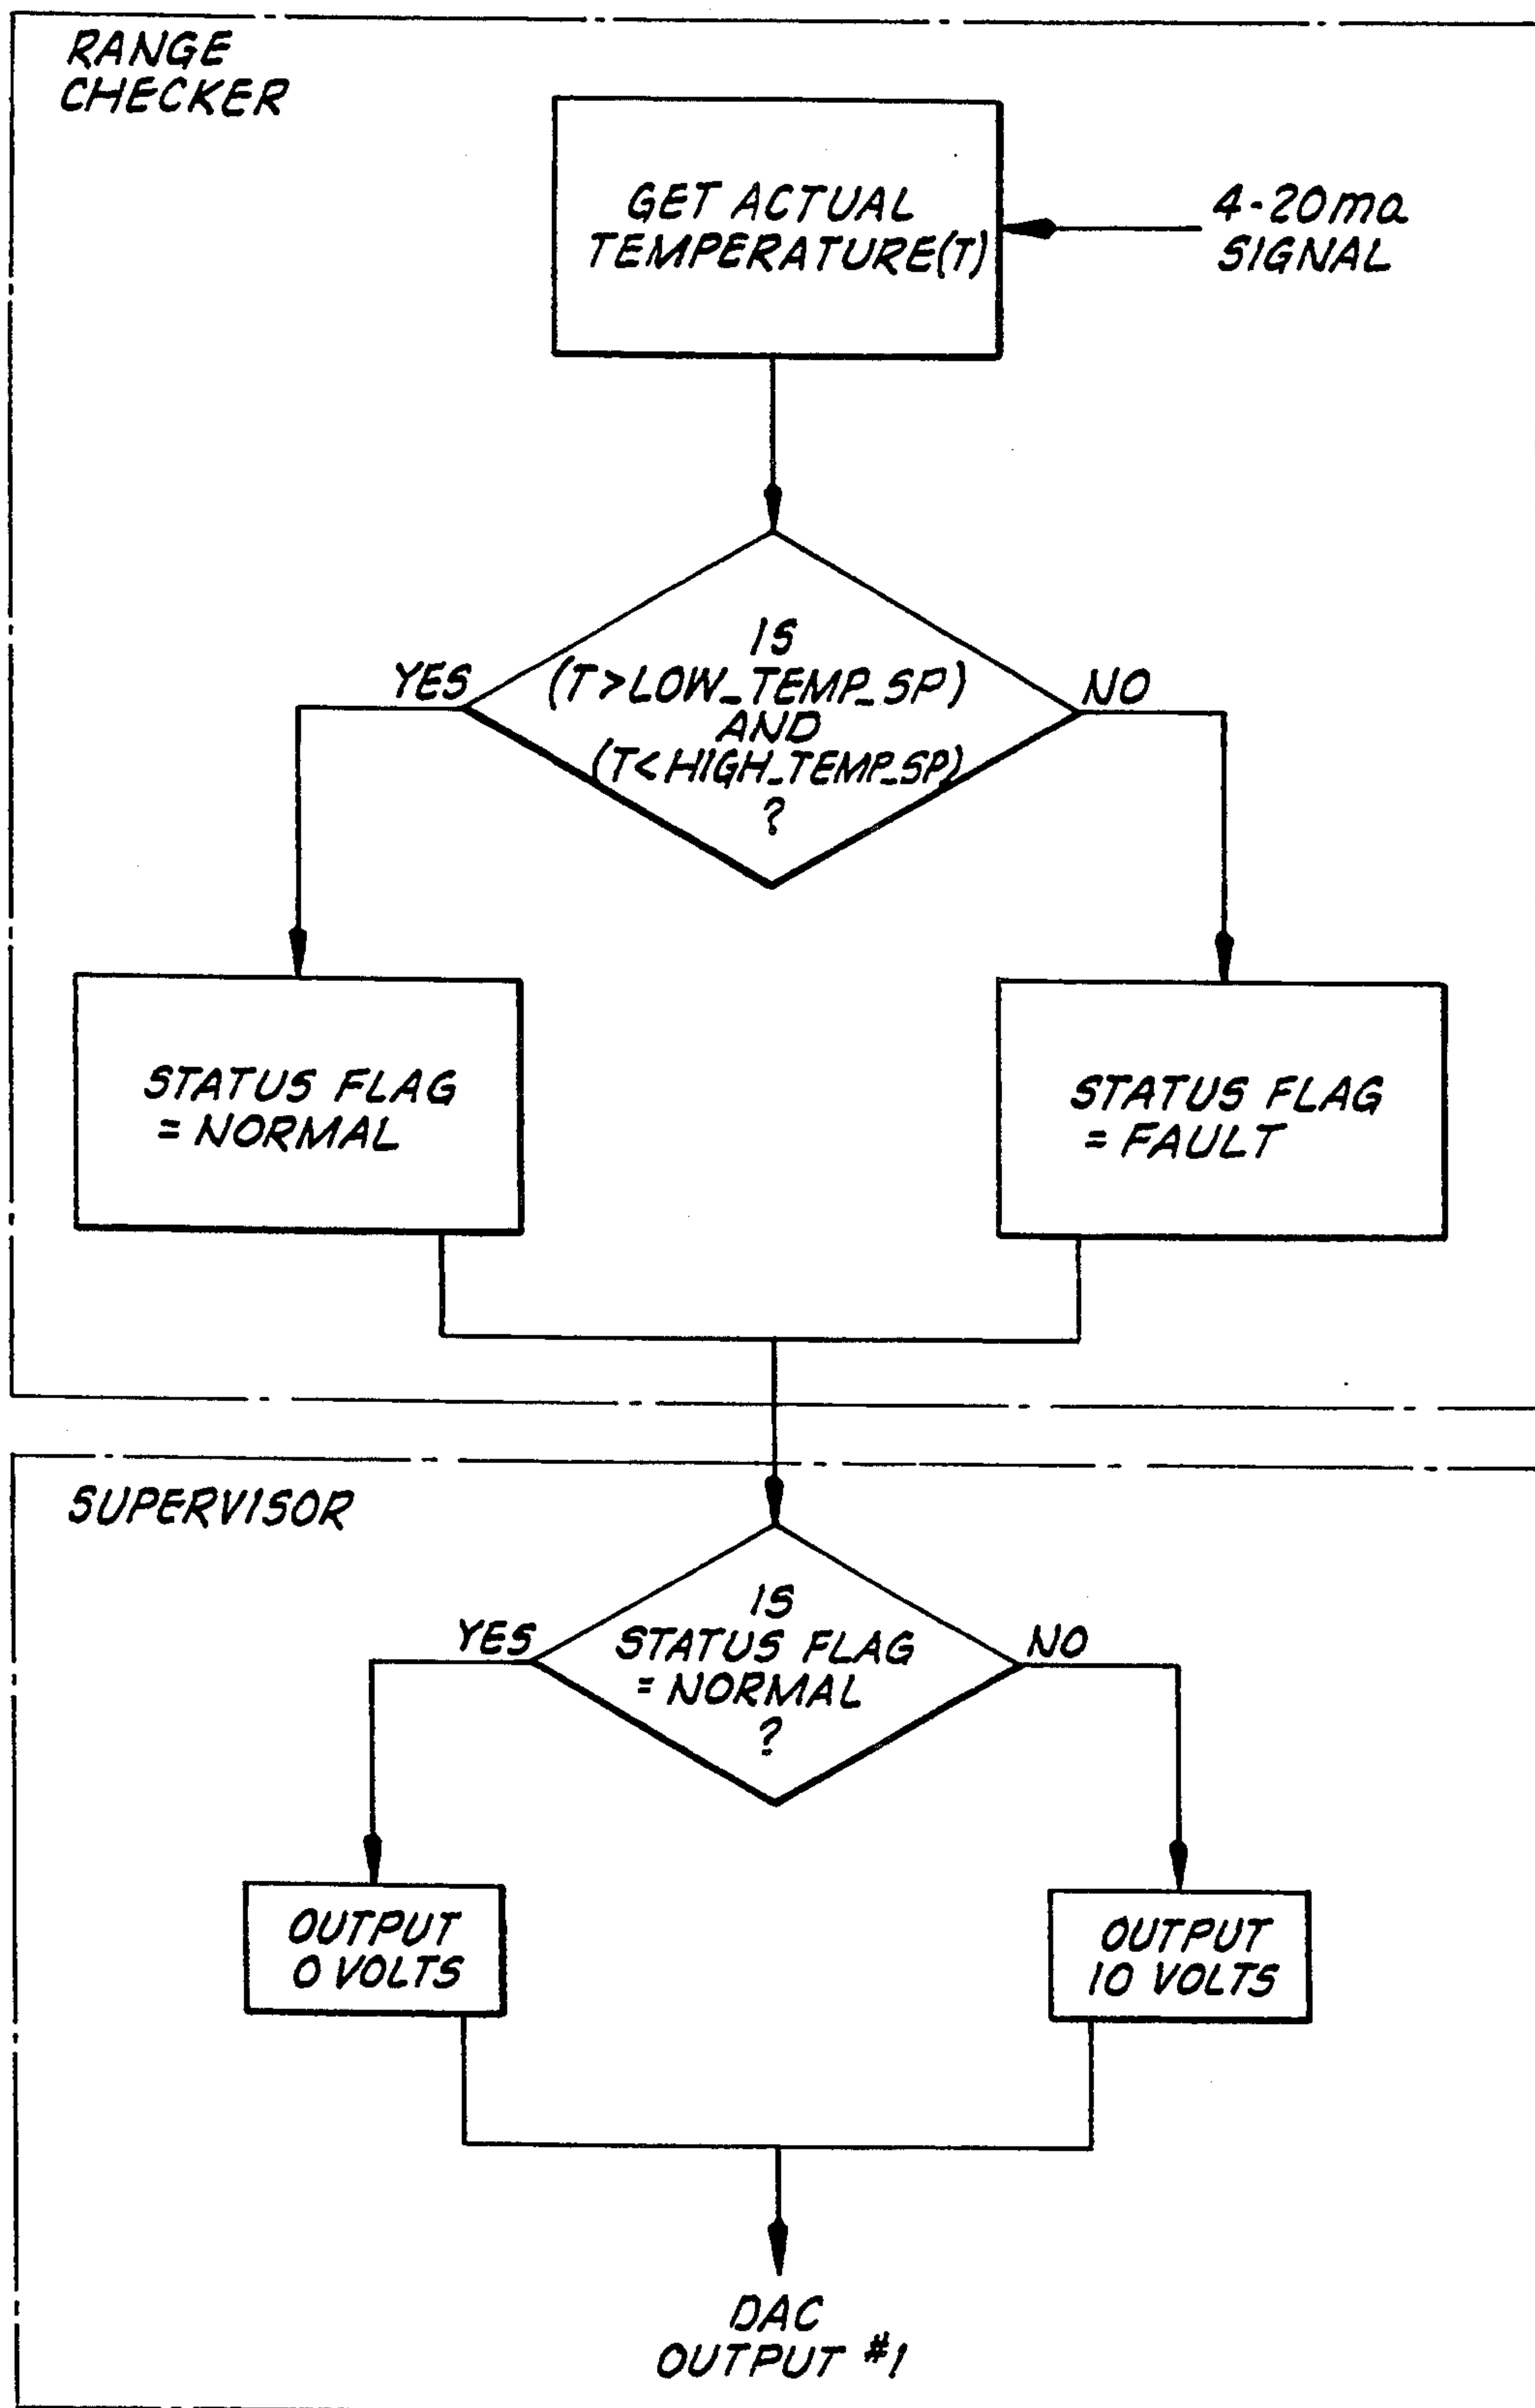 RANGE
CHECKER
GET ACTUAL
TEMPERATURE(T)
4-20ma
SIGNAL
IS
(T>LOW_TEMP_SP)
AND
(T<HIGH_TEMP_SP)
?
YES
NO
STATUS FLAG
= NORMAL
STATUS FLAG
= FAULT
SUPERVISOR
IS
STATUS FLAG
= NORMAL
?
YES
NO
OUTPUT
0 VOLTS
OUTPUT
10 VOLTS
DAC
OUTPUT #1